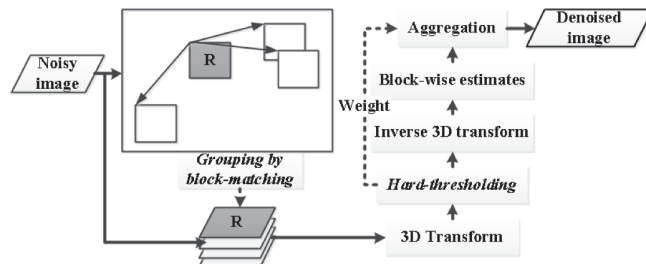 Noisy
image
R
Grouping by
block-matching
R
3D Transform
Hard-thresholding
Inverse 3D transform
Weight
Block-wise estimates
Aggregation
Denoised
image